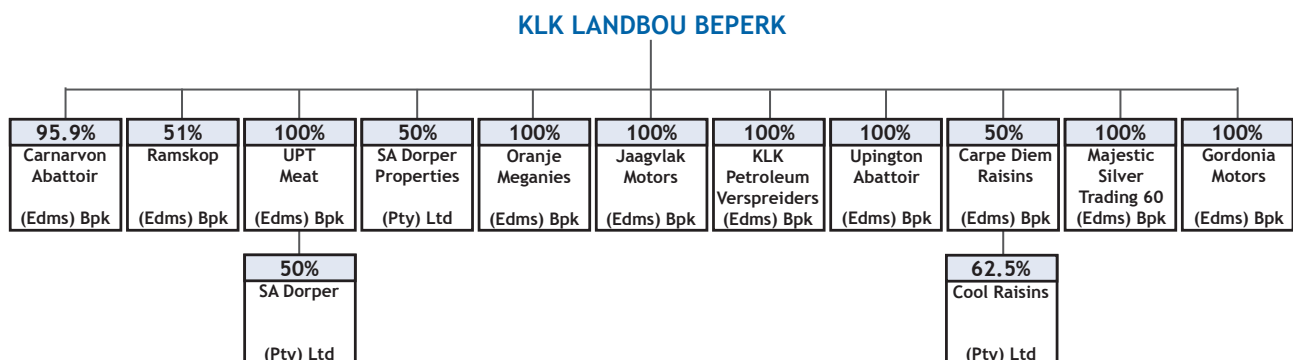 KLK LANDBOU BEPERK
95.9%
Carnarvon
Abattoir
(Edms) Bpk
51%
Ramskop
(Edms) Bpk
100%
UPT
Meat
(Edms) Bpk
50%
SA Dorper
Properties
(Pty) Ltd
100%
Oranje
Meganies
(Edms) Bpk
100%
Jaagvlak
Motors
(Edms) Bpk
100%
KLK
Petroleum
Verspreiders
(Edms) Bpk
100%
Upington
Abattoir
(Edms) Bpk
50%
Carpe Diem
Raisins
(Edms) Bpk
100%
Majestic
Silver
Trading 60
(Edms) Bpk
100%
Gordonia
Motors
(Edms) Bpk
50%
SA Dorper
(Pty) Ltd
62.5%
Cool Raisins
(Pty) Ltd